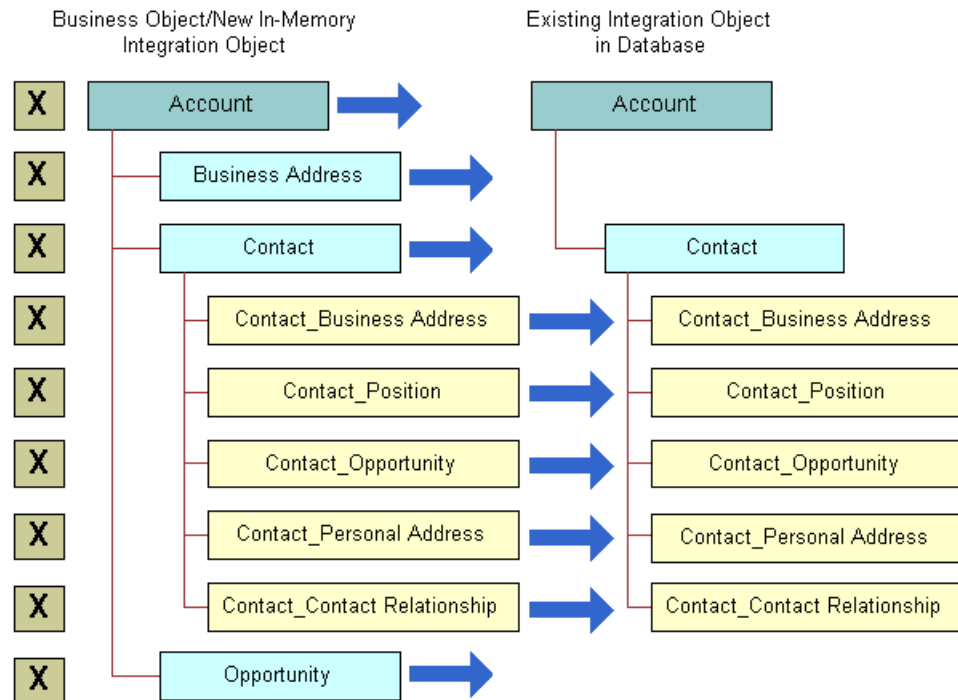 Business Object/New In-Memory
Integration Object
Existing Integration Object
in Database
X
Account
Account
X
Business Address
X
Contact
Contact
X
Contact_Business Address
Contact_Business Address
X
Contact_Position
Contact_Position
X
Contact_Opportunity
Contact_Opportunity
X
Contact_Personal Address
Contact_Personal Address
X
Contact_Contact Relationship
Contact_Contact Relationship
X
Opportunity